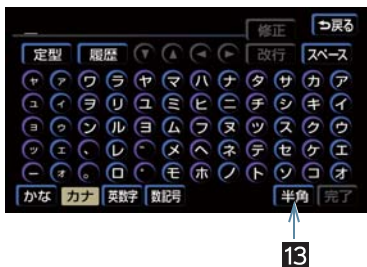 修正 戻る
定型 履歴 ▼ ▲ ◀ ▶ 改行 スペース
ャ ァ ワ ラ ヤ マ ハ ナ タ サ カ ア
ュ ィ ヲ リ ユ ミ ヒ ニ チ シ キ イ
ョ ゥ ン ル ヨ ム フ ヌ ツ ス ク ウ
ッ ェ 、 レ ゛ メ ヘ ネ テ セ ケ エ
ー ォ 。 ロ ゜ モ ホ ノ ト ソ コ オ
かな カナ 英数字 数記号 半角 完了
13